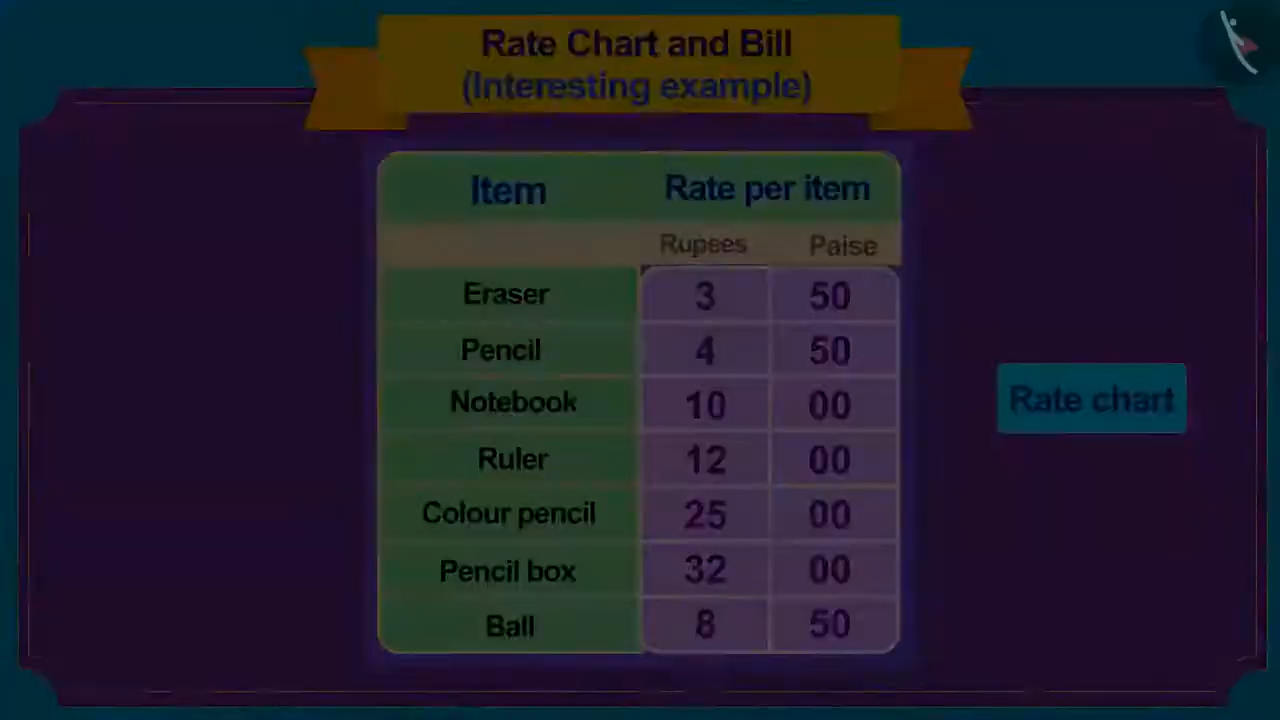 Rate Chart and Bill
(Interesting example)
Item Rate per item
Rupees Paise
Eraser 3 50
Pencil 4 50
Notebook 10 00
Ruler 12 00
Colour pencil 25 00
Pencil box 32 00
Ball 8 50
Rate chart